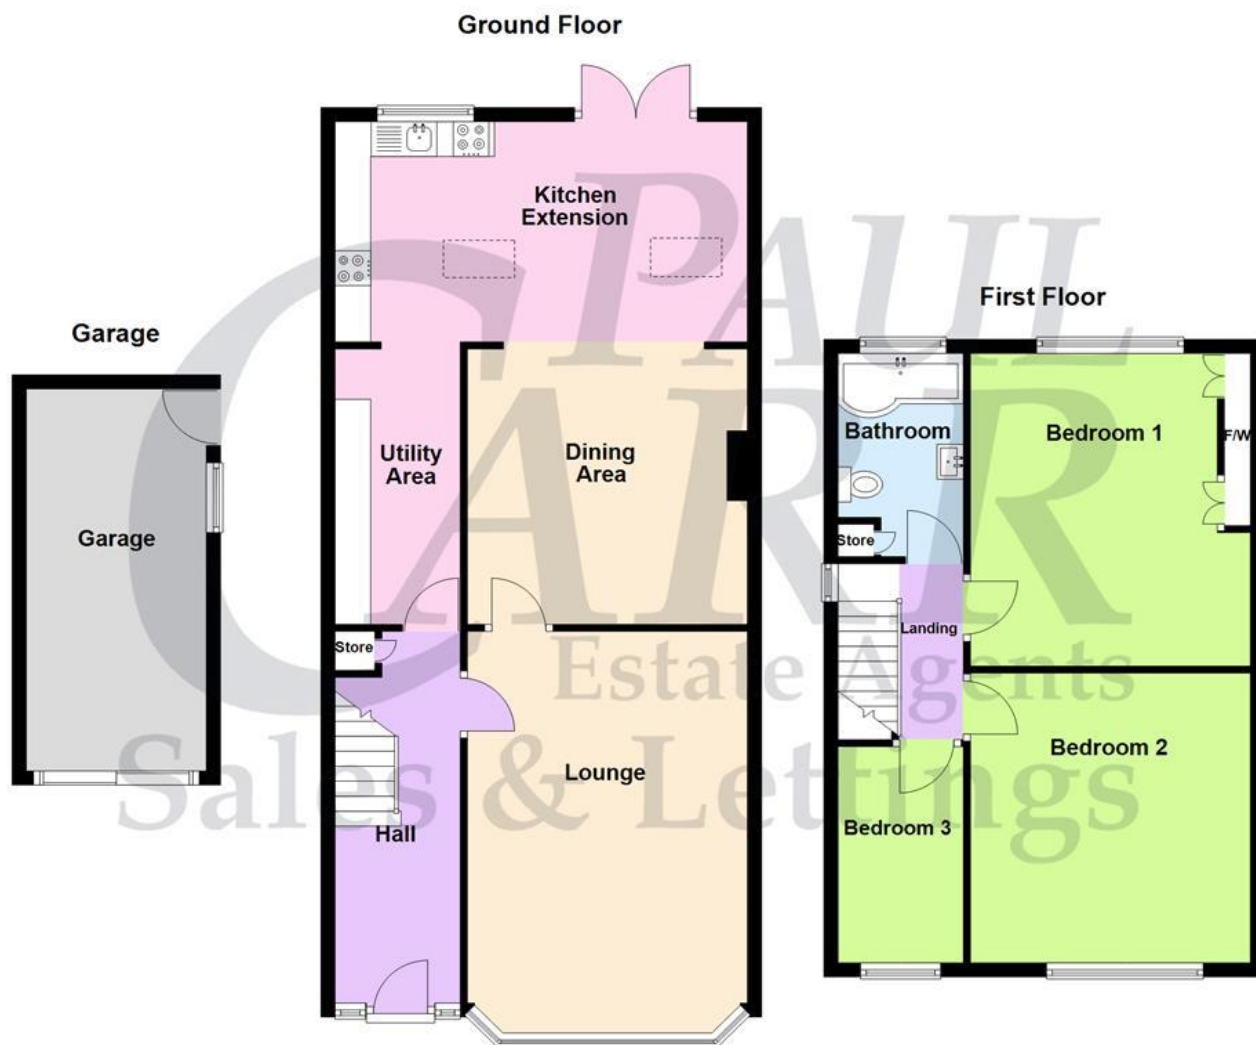 Ground Floor
Kitchen
Extension
Utility
Area
Dining
Area
Store
Lounge
Hall
Garage
Garage
First Floor
Bathroom
Bedroom 1
F/W
Store
Landing
Bedroom 2
Bedroom 3
PAUL
CARR
Estate Agents
Sales & Lettings